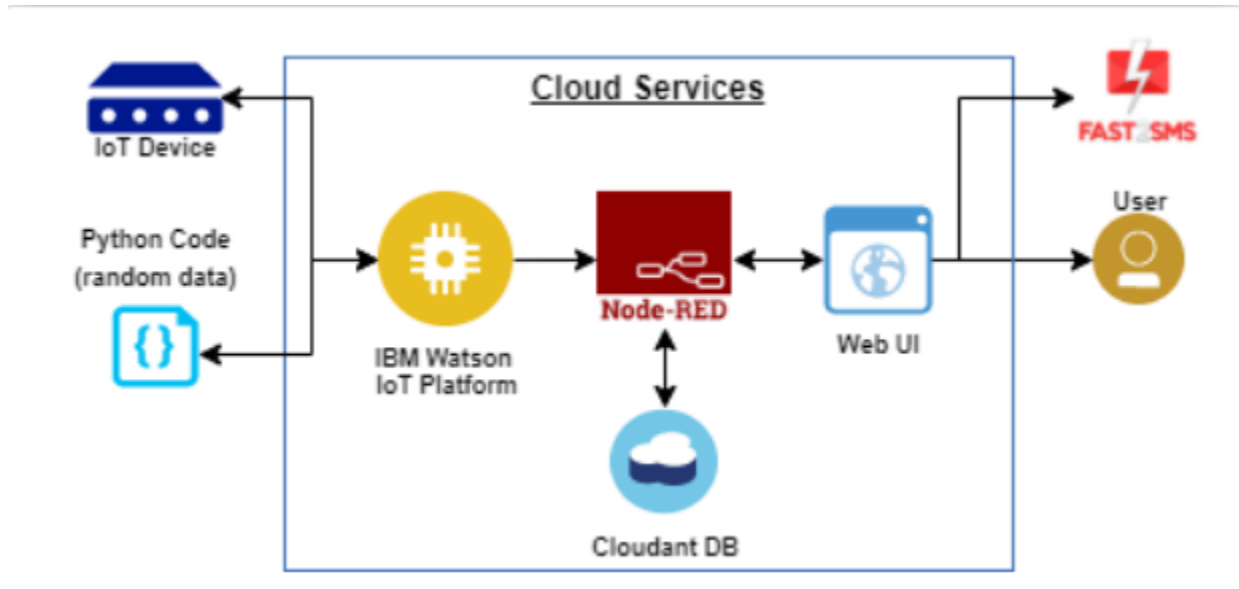 Cloud Services
IoT Device
Python Code
(random data)
IBM Watson
IoT Platform
Node-RED
Cloudant DB
Web UI
FAST2SMS
User